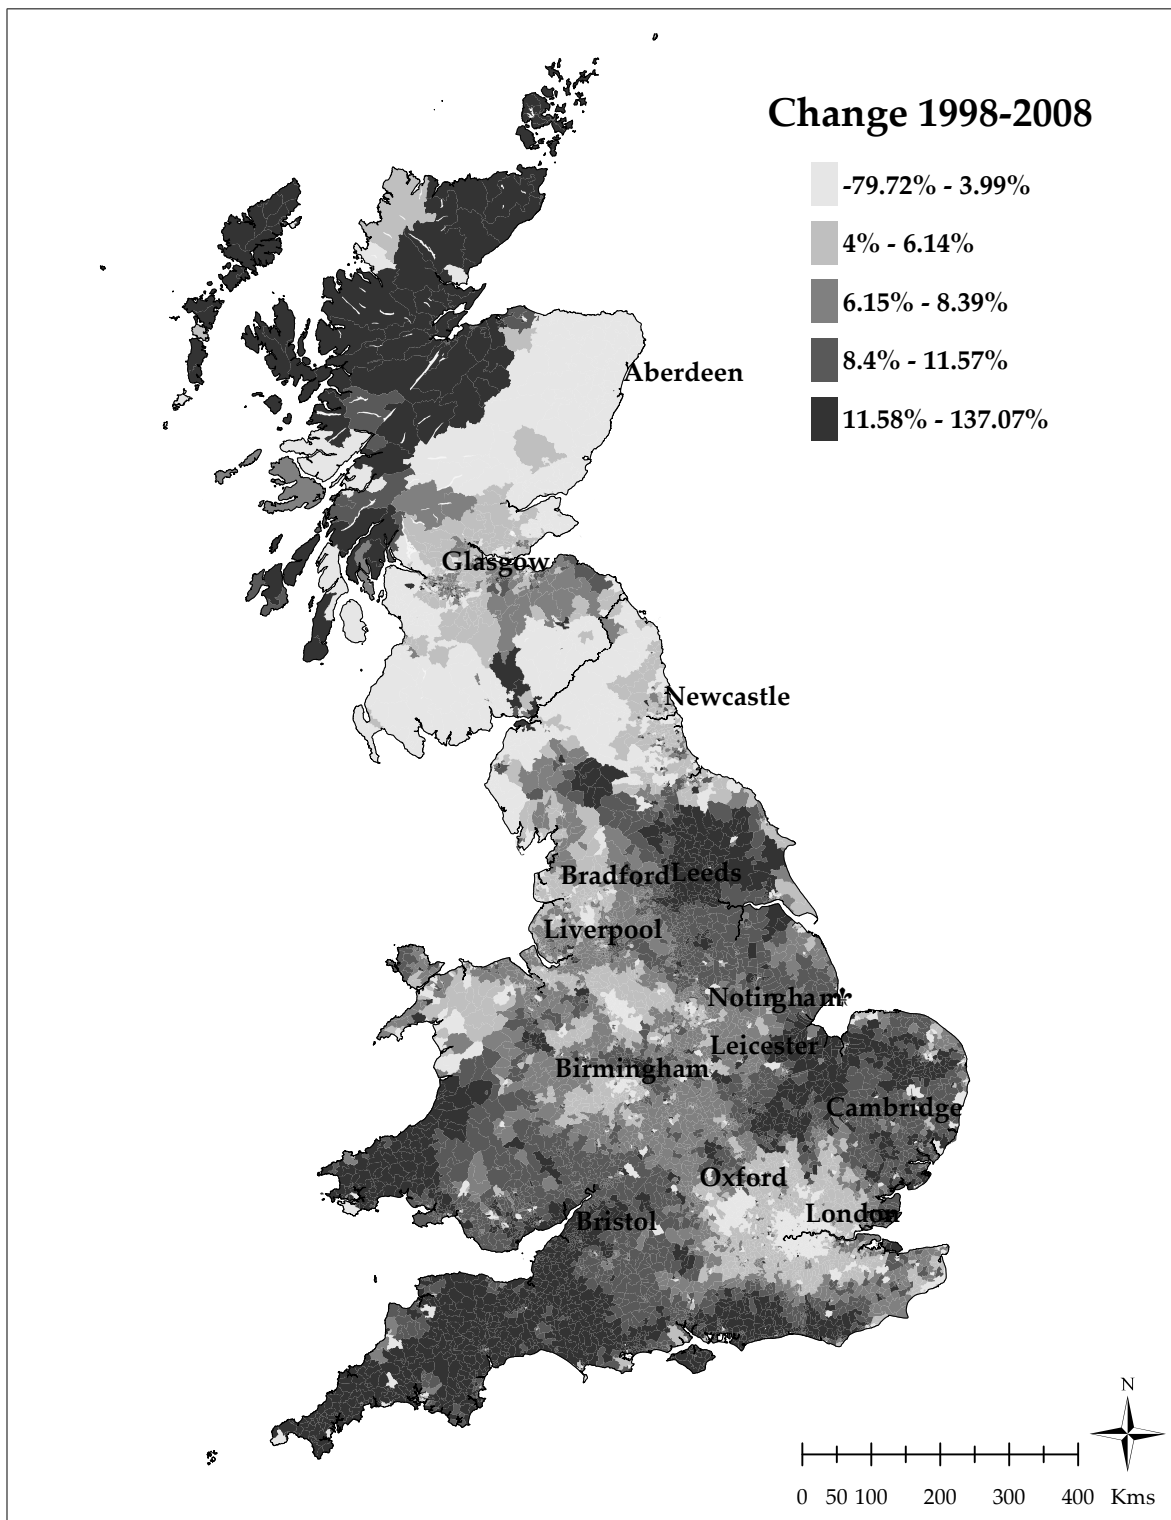 Change 1998-2008
-79.72% - 3.99%
4% - 6.14%
6.15% - 8.39%
8.4% - 11.57%
11.58% - 137.07%
Aberdeen
Glasgow
Newcastle
Bradford
Leeds
Liverpool
Notingham
Leicester
Birmingham
Cambridge
Oxford
London
Bristol
N
0 50 100 200 300 400 Kms